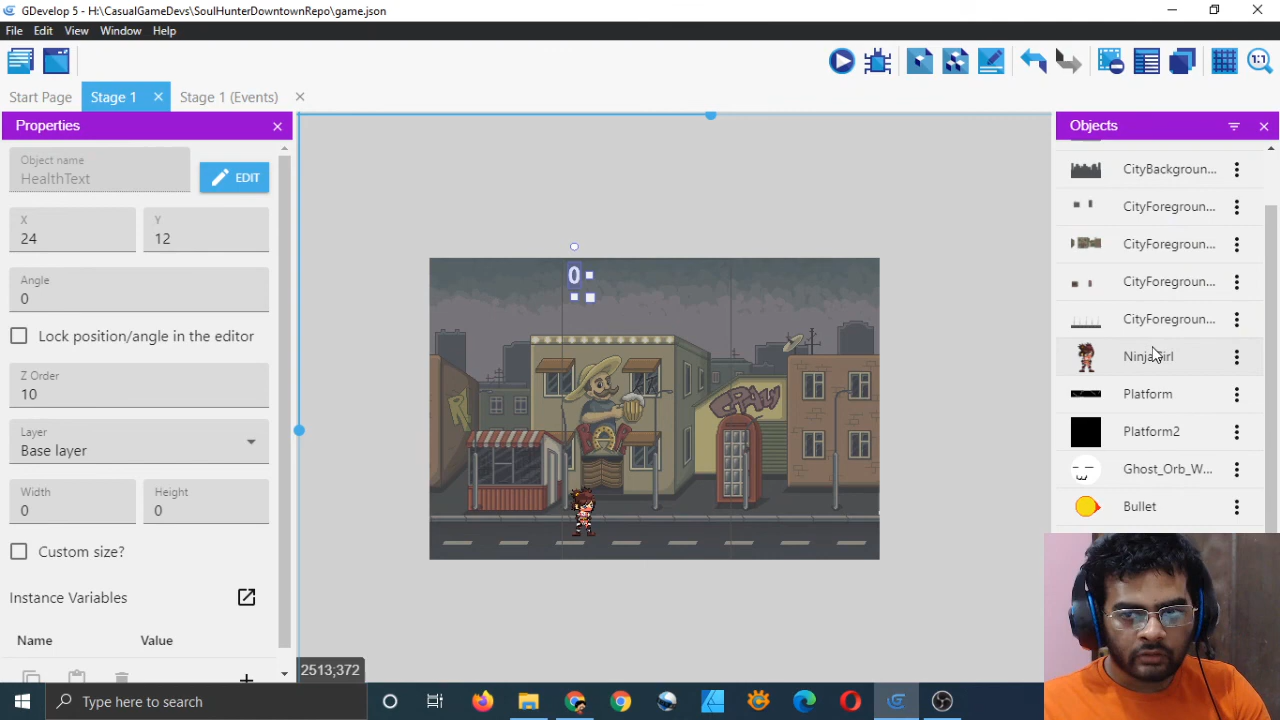 GDevelop 5 - H:\CasualGameDevs\SoulHunterDowntownRepo\game.json
File Edit View Window Help
1:1
Start Page Stage 1 Stage 1 (Events)
Properties
Objects
Object name
HealthText
EDIT
CityBackgroun...
X
24
Y
12
CityForegroun...
CityForegroun...
Angle
0
0
CityForegroun...
Lock position/angle in the editor
CityForegroun...
Z Order
10
NinjaGirl
Platform
CRAZY
Layer
Base layer
Platform2
Ghost_Orb_W...
Width
0
Height
0
Bullet
Custom size?
Instance Variables
Name Value
2513;372
Type here to search